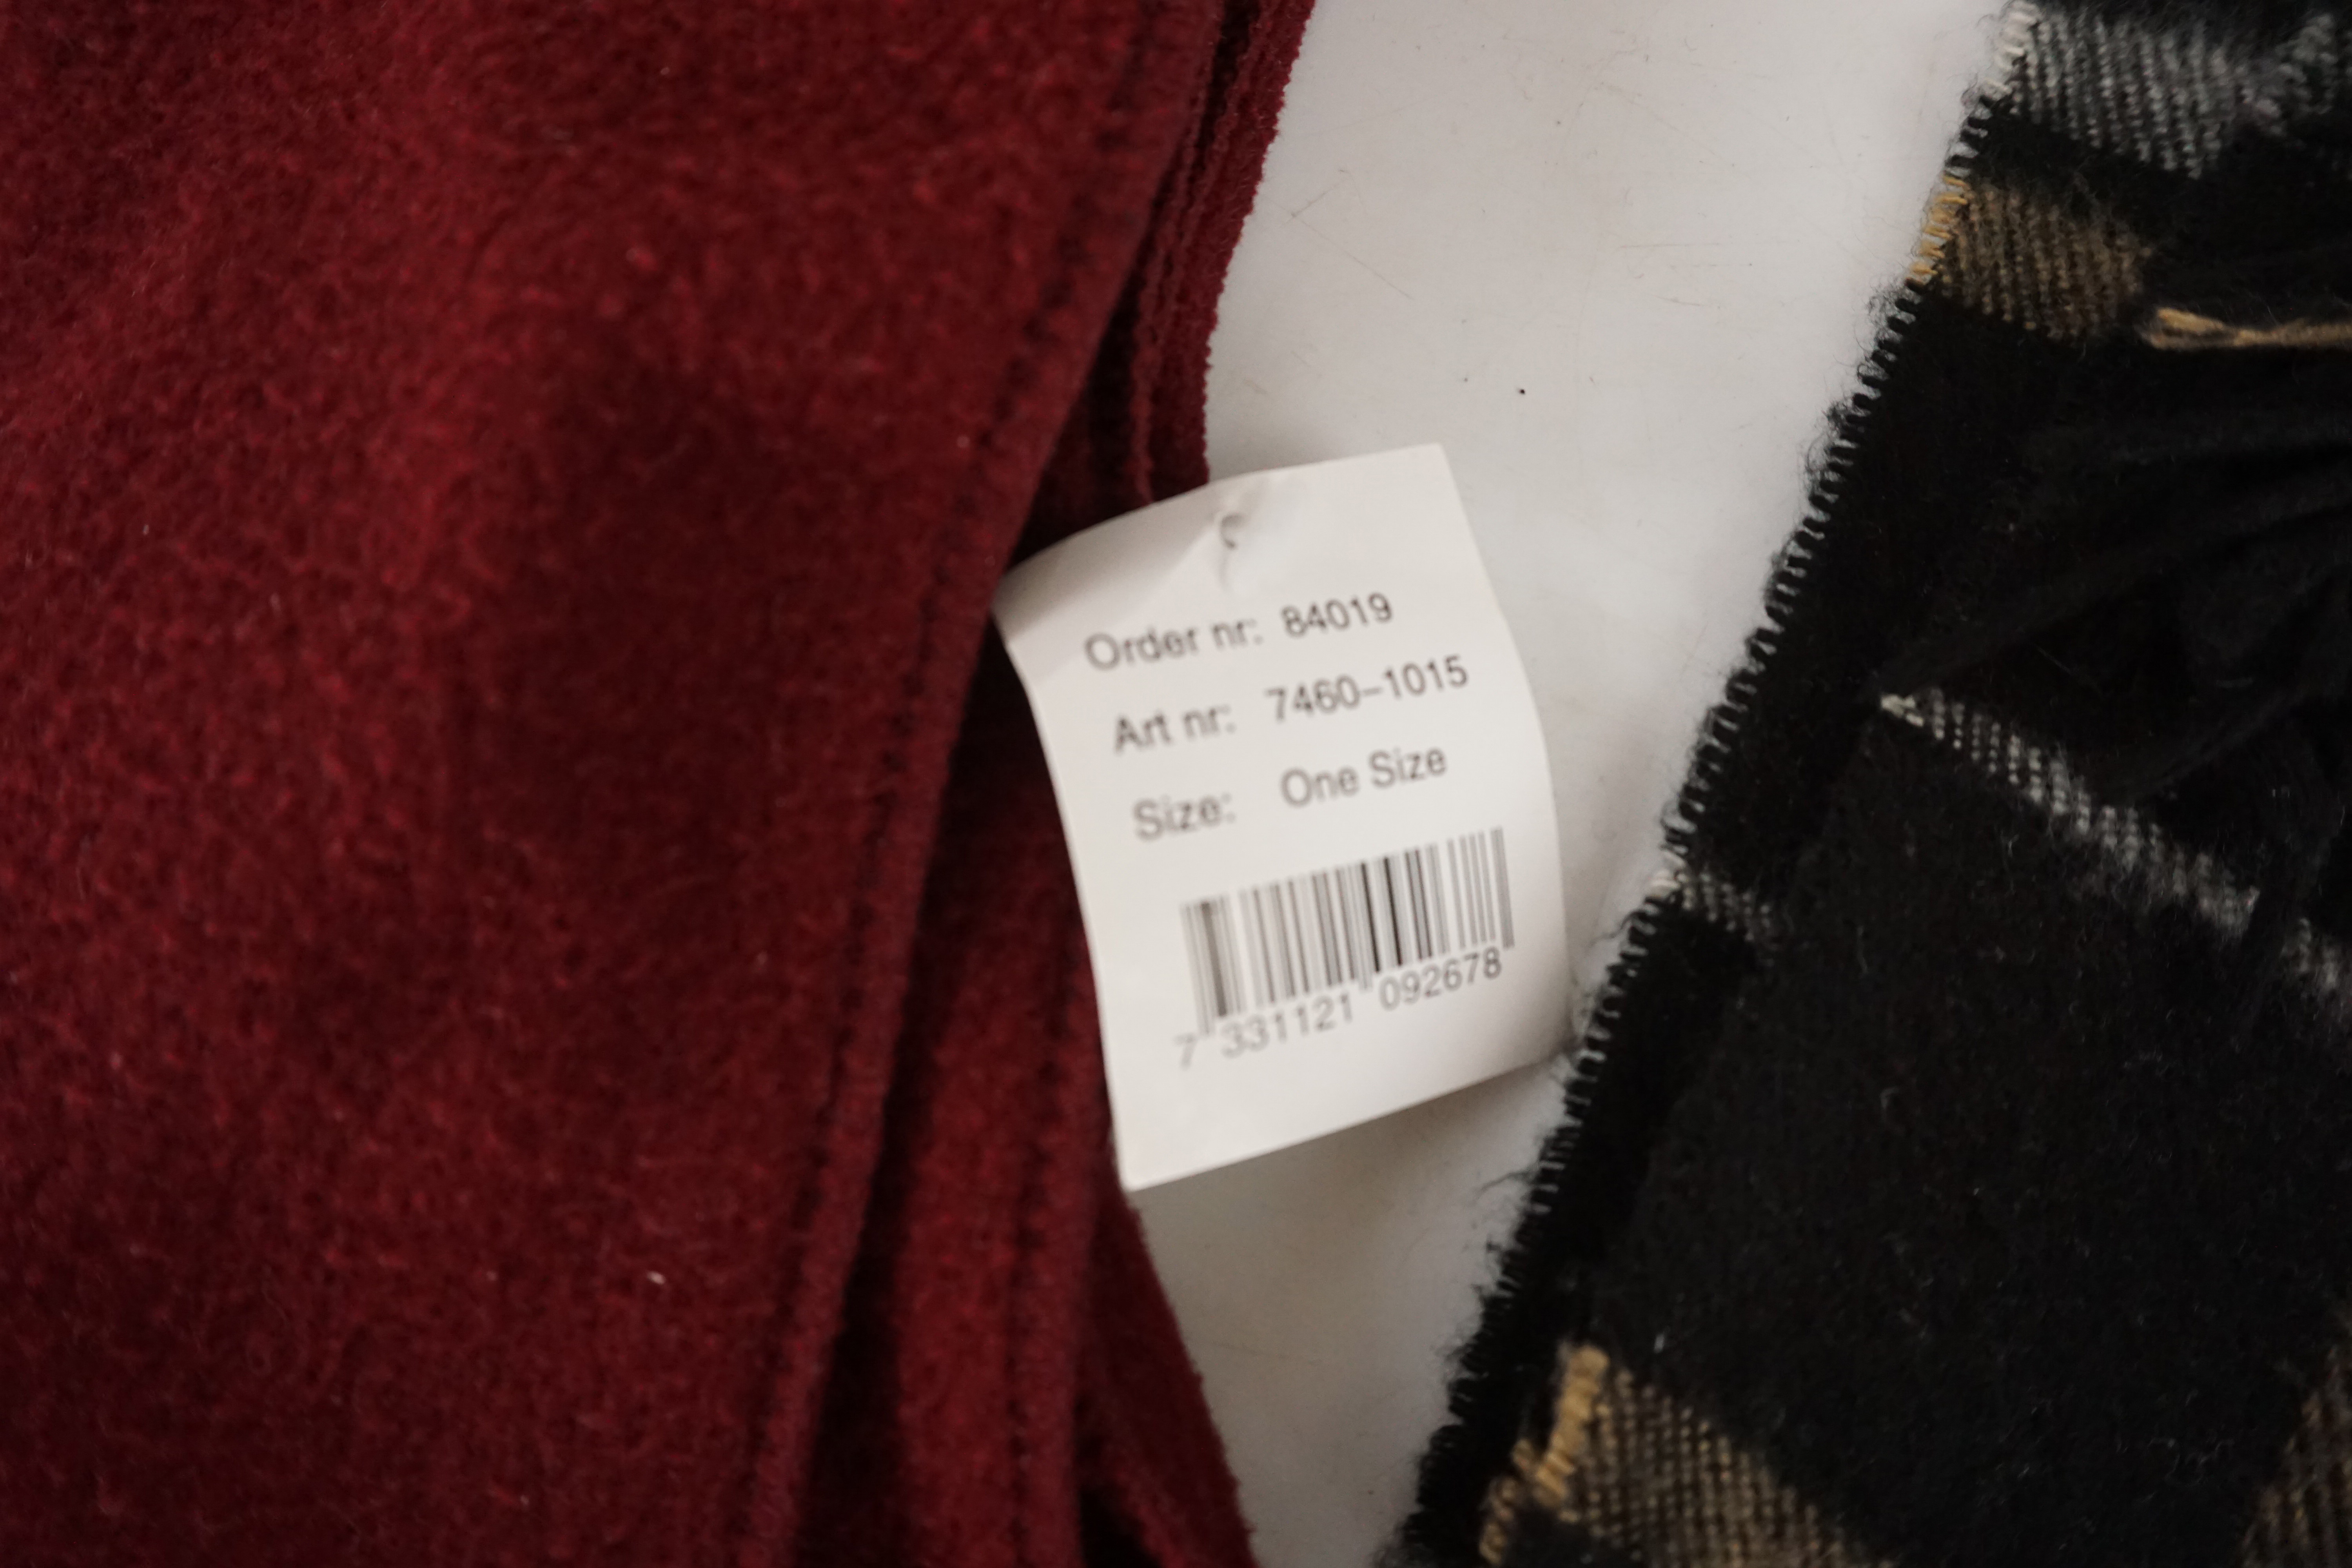 Order nr: 84019
Art nr: 7460-1015
Size: One Size
7 331121 092678